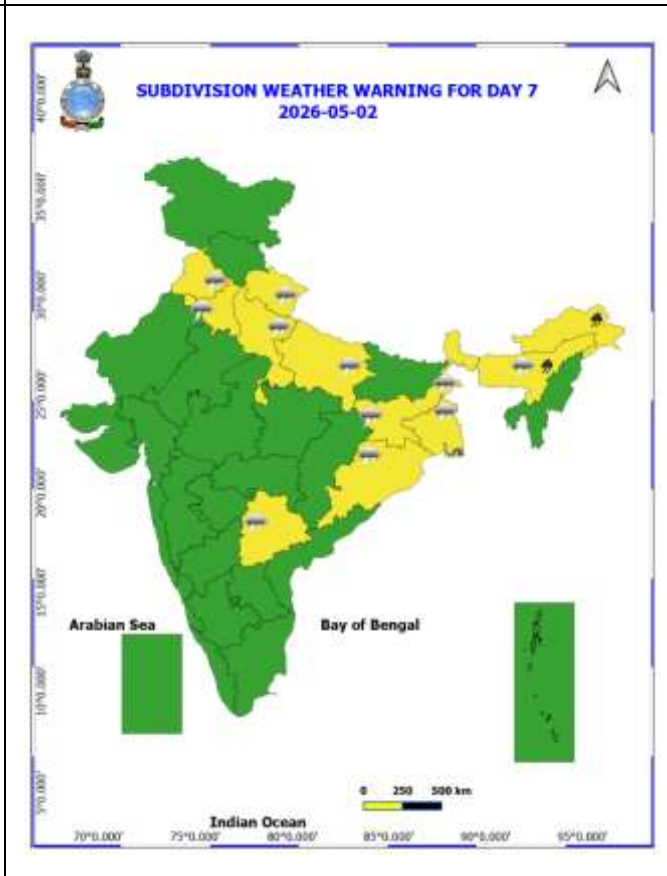 SUBDIVISION WEATHER WARNING FOR DAY 7
2026-05-02
40°0.000'
35°0.000'
30°0.000'
25°0.000'
20°0.000'
15°0.000'
10°0.000'
5°0.000'
Arabian Sea
Bay of Bengal
0 250 500 km
Indian Ocean
70°0.000' 75°0.000' 80°0.000' 85°0.000' 90°0.000' 95°0.000'